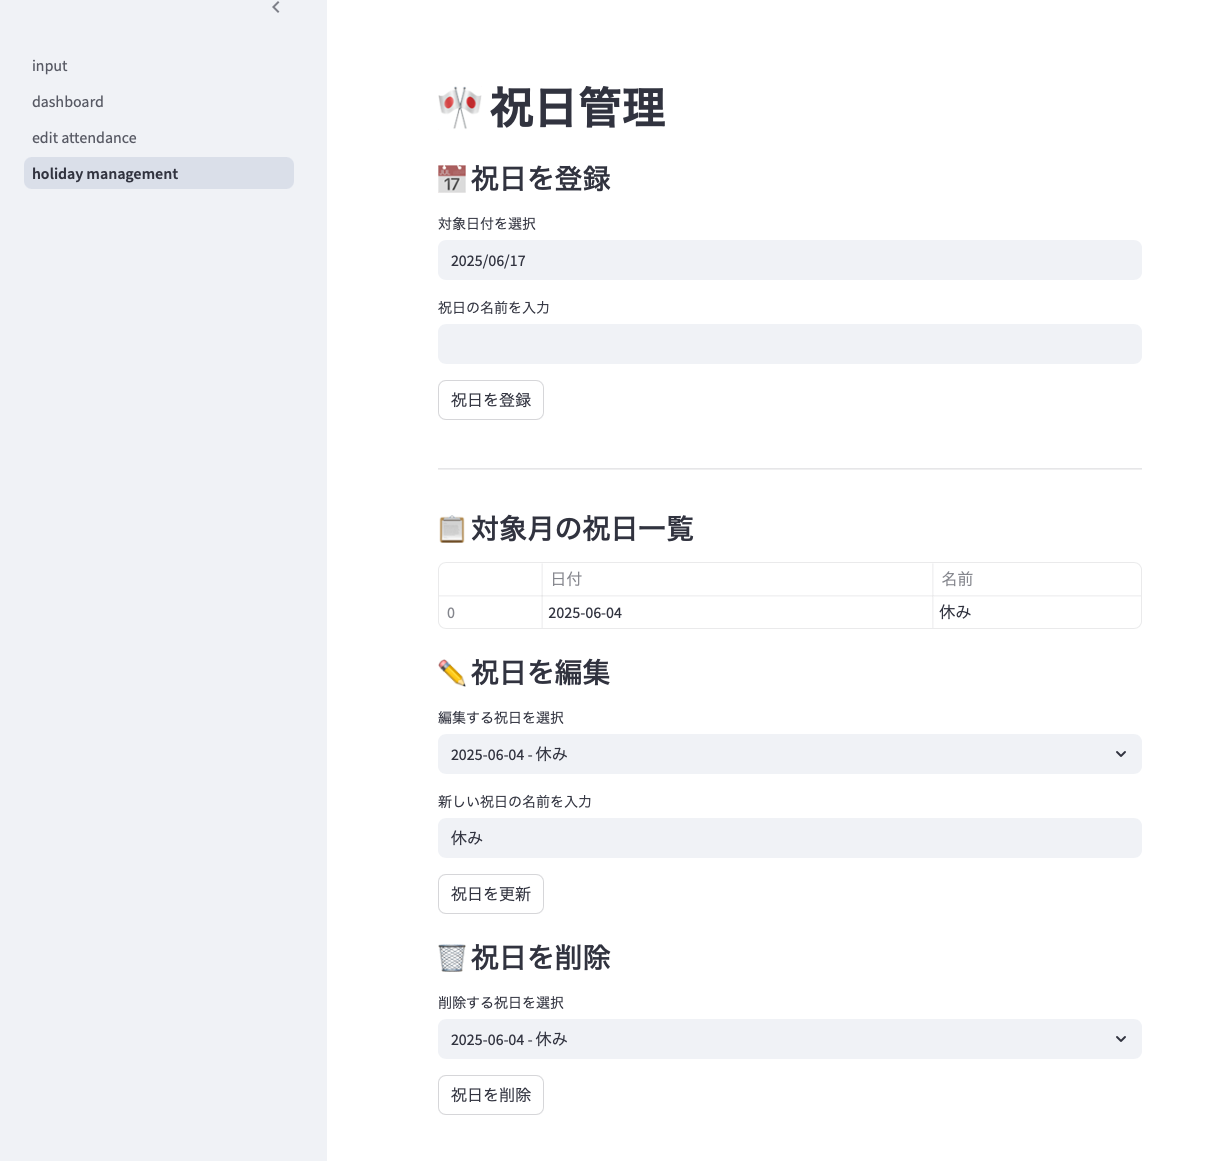 input
dashboard
edit attendance
holiday management
🎌 祝日管理
📅 祝日を登録
対象日付を選択
2025/06/17
祝日の名前を入力
祝日を登録
📋 対象月の祝日一覧
日付 名前
0 2025-06-04 休み
✏️ 祝日を編集
編集する祝日を選択
2025-06-04 - 休み
新しい祝日の名前を入力
休み
祝日を更新
🗑️ 祝日を削除
削除する祝日を選択
2025-06-04 - 休み
祝日を削除